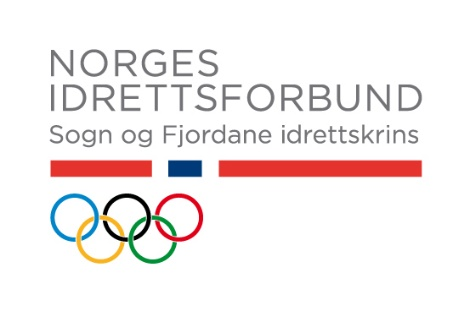 NORGES
IDRETTSFORBUND
Sogn og Fjordane idrettskrins